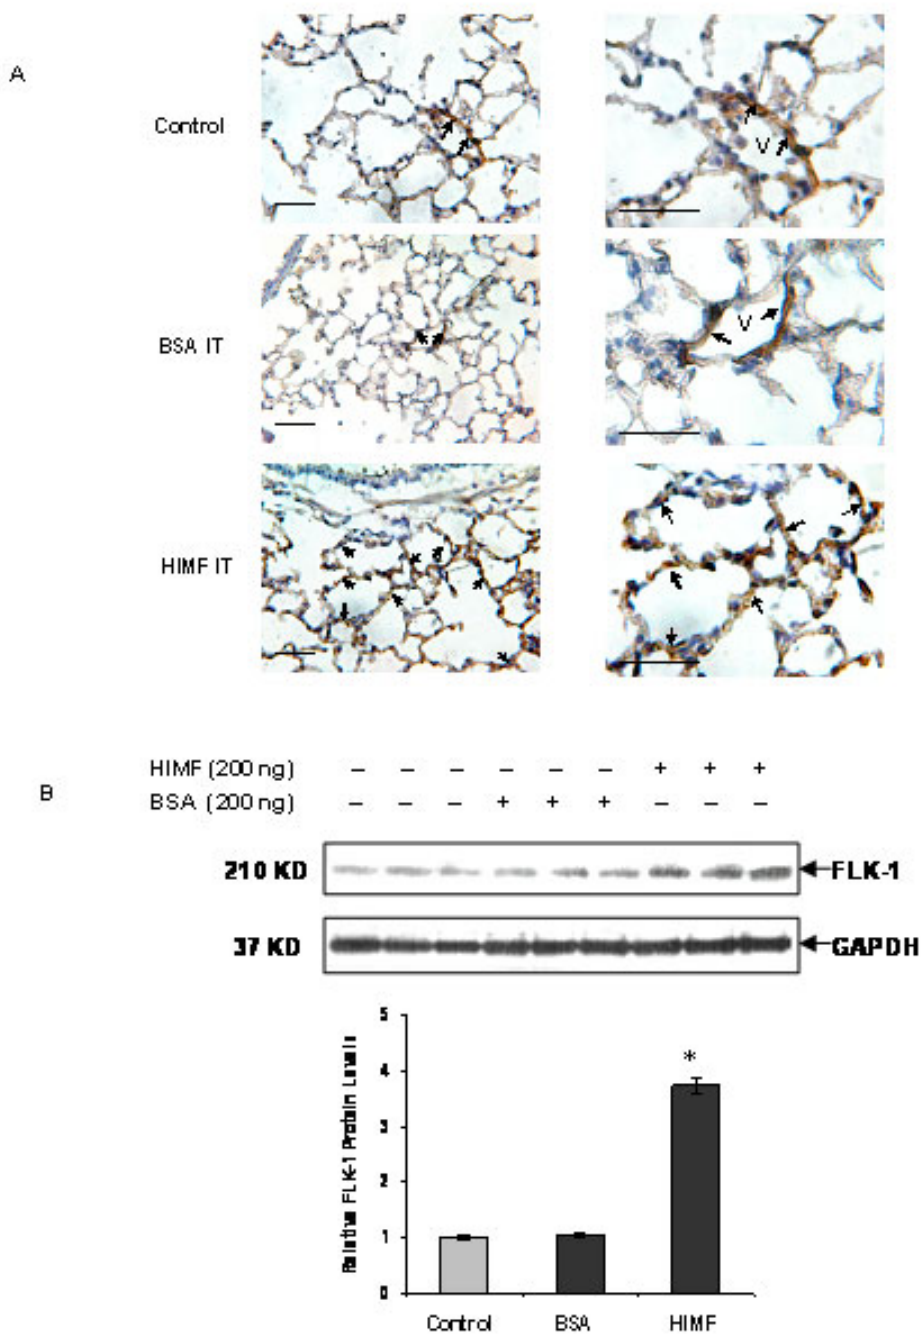 A
Control
V
BSA IT
V
HIMF IT
B
HIMF (200 ng) – – – – – – + + +
BSA (200 ng) – – – + + + – – –
210 KD FLK-1
37 KD GAPDH
Relative FLK-1 Protein Levels
5
4
3
2
1
0
*
Control BSA HIMF